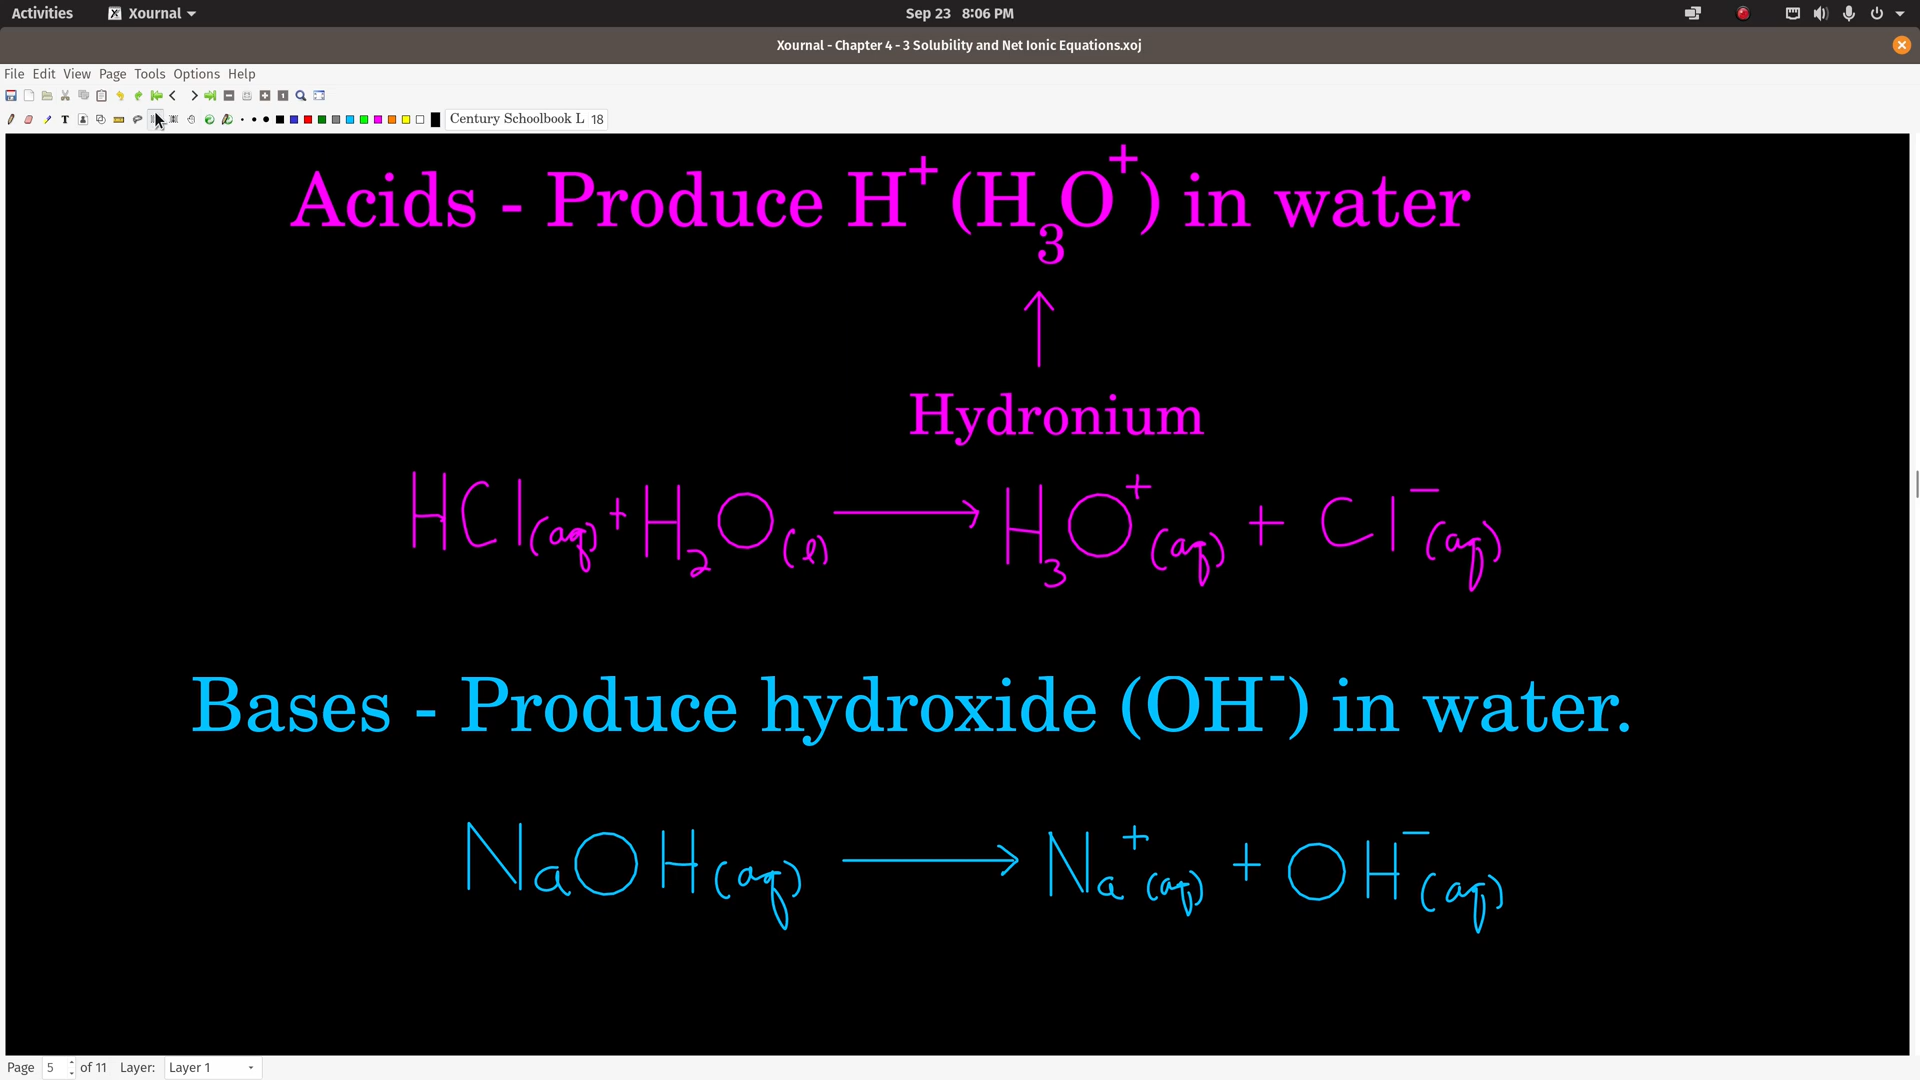 Activities Xournal Sep 23 8:06 PM
Xournal - Chapter 4 - 3 Solubility and Net Ionic Equations.xoj
File Edit View Page Tools Options Help
Century Schoolbook L 18
Acids - Produce H⁺ (H₃O⁺) in water
Hydronium
HCl(aq) + H₂O(l) → H₃O⁺(aq) + Cl⁻(aq)
Bases - Produce hydroxide (OH⁻) in water.
NaOH(aq) → Na⁺(aq) + OH⁻(aq)
Page 5 of 11 Layer: Layer 1